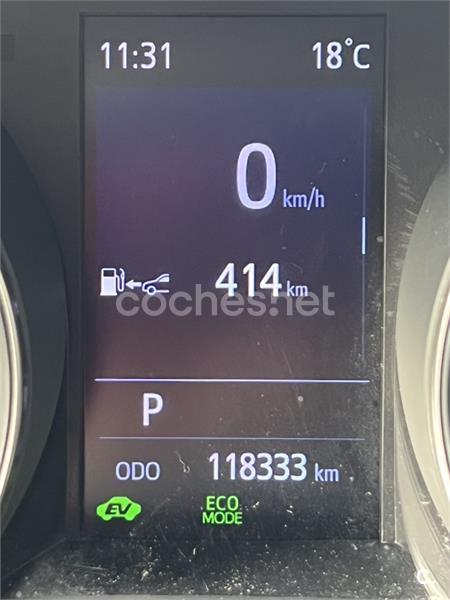 11:31 18°C
0 km/h
414 km
coches.net
P
ODO 118333 km
EV ECO
MODE
C